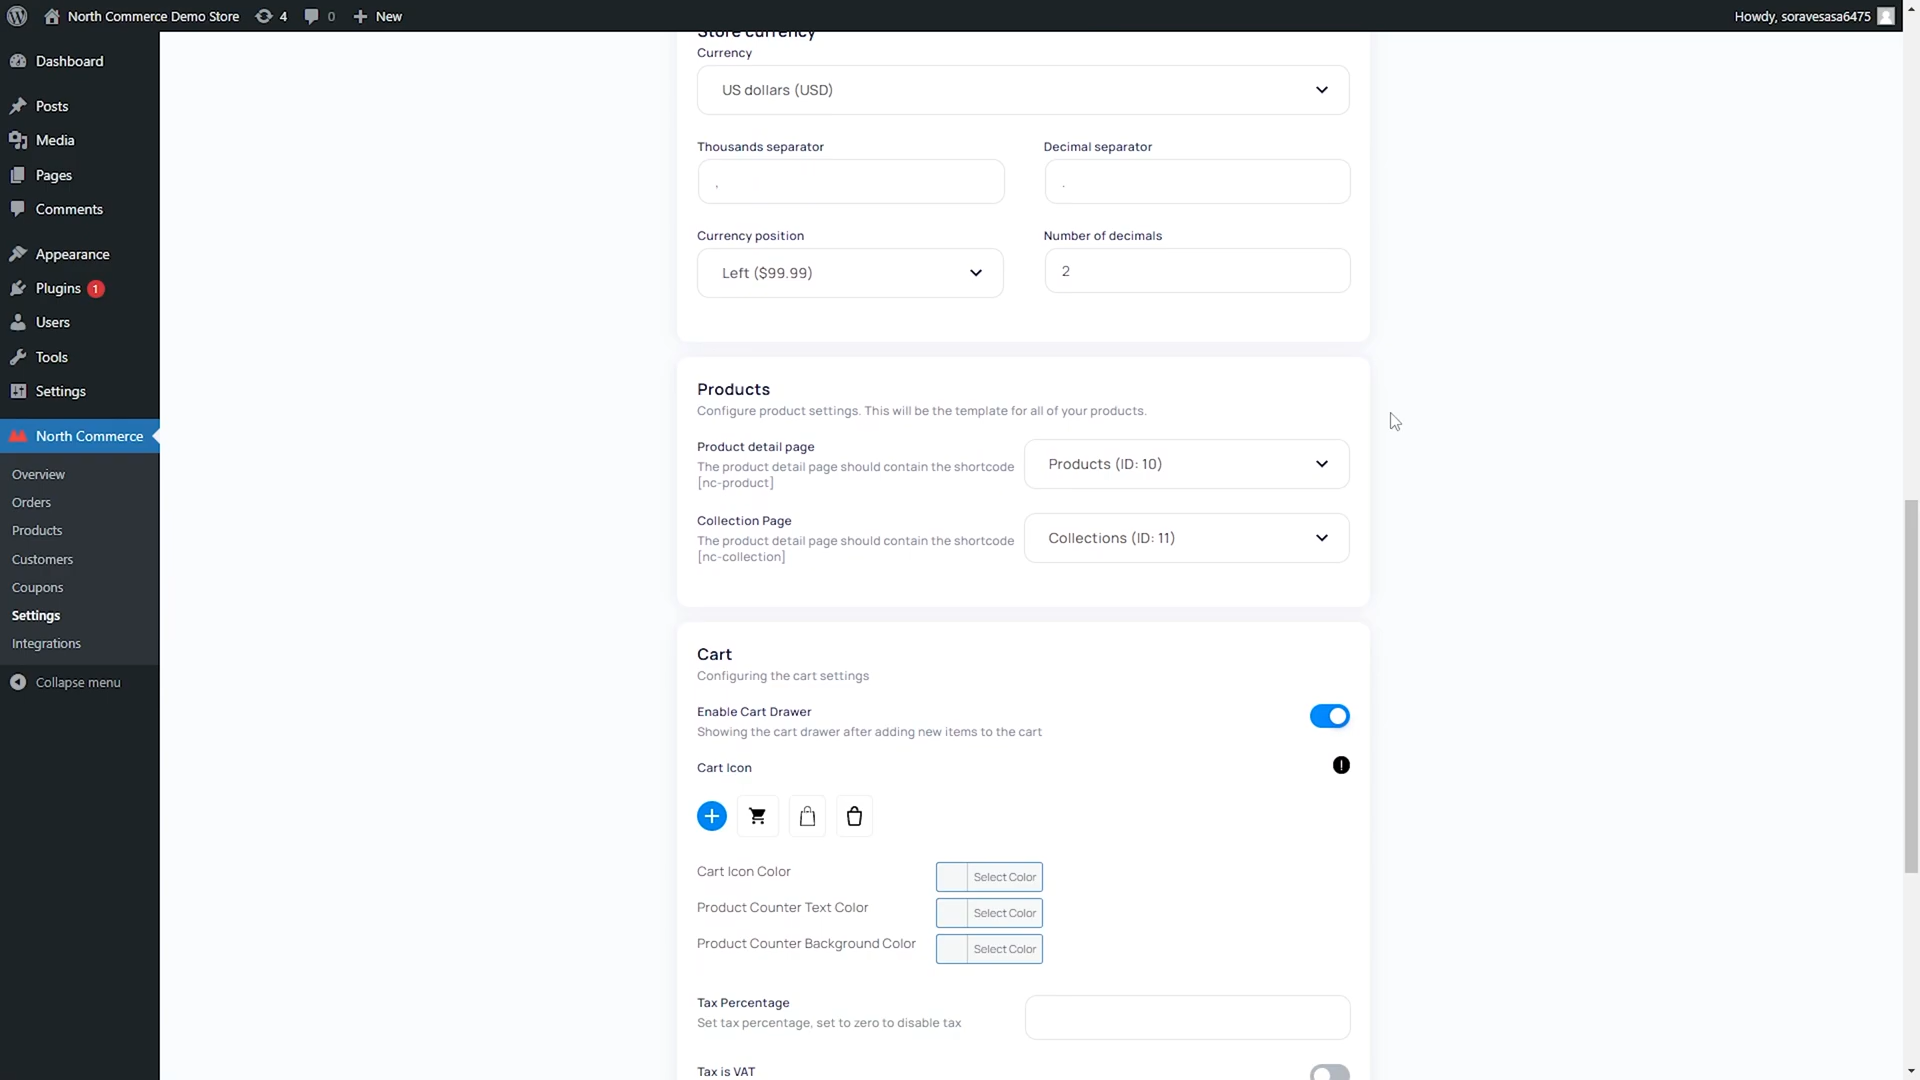 North Commerce Demo Store
4
0
New
Howdy, soravesasa6475
Dashboard
Posts
Media
Pages
Comments
Appearance
Plugins 1
Users
Tools
Settings
North Commerce
Overview
Orders
Products
Customers
Coupons
Settings
Integrations
Collapse menu
Store currency
Currency
US dollars (USD)
Thousands separator
,
Decimal separator
.
Currency position
Left ($99.99)
Number of decimals
2
Products
Configure product settings. This will be the template for all of your products.
Product detail page
The product detail page should contain the shortcode
[nc-product]
Products (ID: 10)
Collection Page
The product detail page should contain the shortcode
[nc-collection]
Collections (ID: 11)
Cart
Configuring the cart settings
Enable Cart Drawer
Showing the cart drawer after adding new items to the cart
Cart Icon
Cart Icon Color
Select Color
Product Counter Text Color
Select Color
Product Counter Background Color
Select Color
Tax Percentage
Set tax percentage, set to zero to disable tax
Tax is VAT